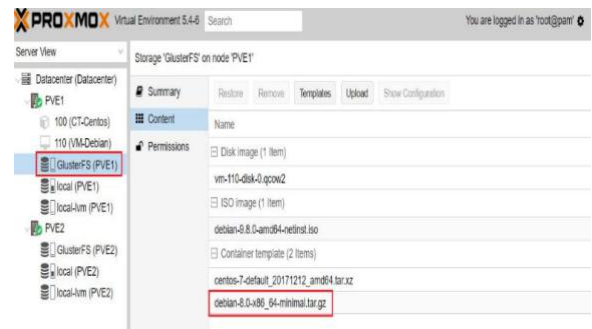 PROXMOX Virtual Environment 5.4-6 Search You are logged in as 'root@pam'
Server View
Storage 'GlusterFS' on node 'PVE1'
Datacenter (Datacenter)
PVE1
100 (CT-Centos)
110 (VM-Debian)
GlusterFS (PVE1)
local (PVE1)
local-lvm (PVE1)
PVE2
GlusterFS (PVE2)
local (PVE2)
local-lvm (PVE2)
Summary
Content
Permissions
Restore Remove Templates Upload Show Configuration
Name
Disk image (1 Item)
vm-110-disk-0.qcow2
ISO image (1 Item)
debian-9.8.0-amd64-netinst.iso
Container template (2 Items)
centos-7-default_20171212_amd64.tar.xz
debian-8.0-x86_64-minimal.tar.gz